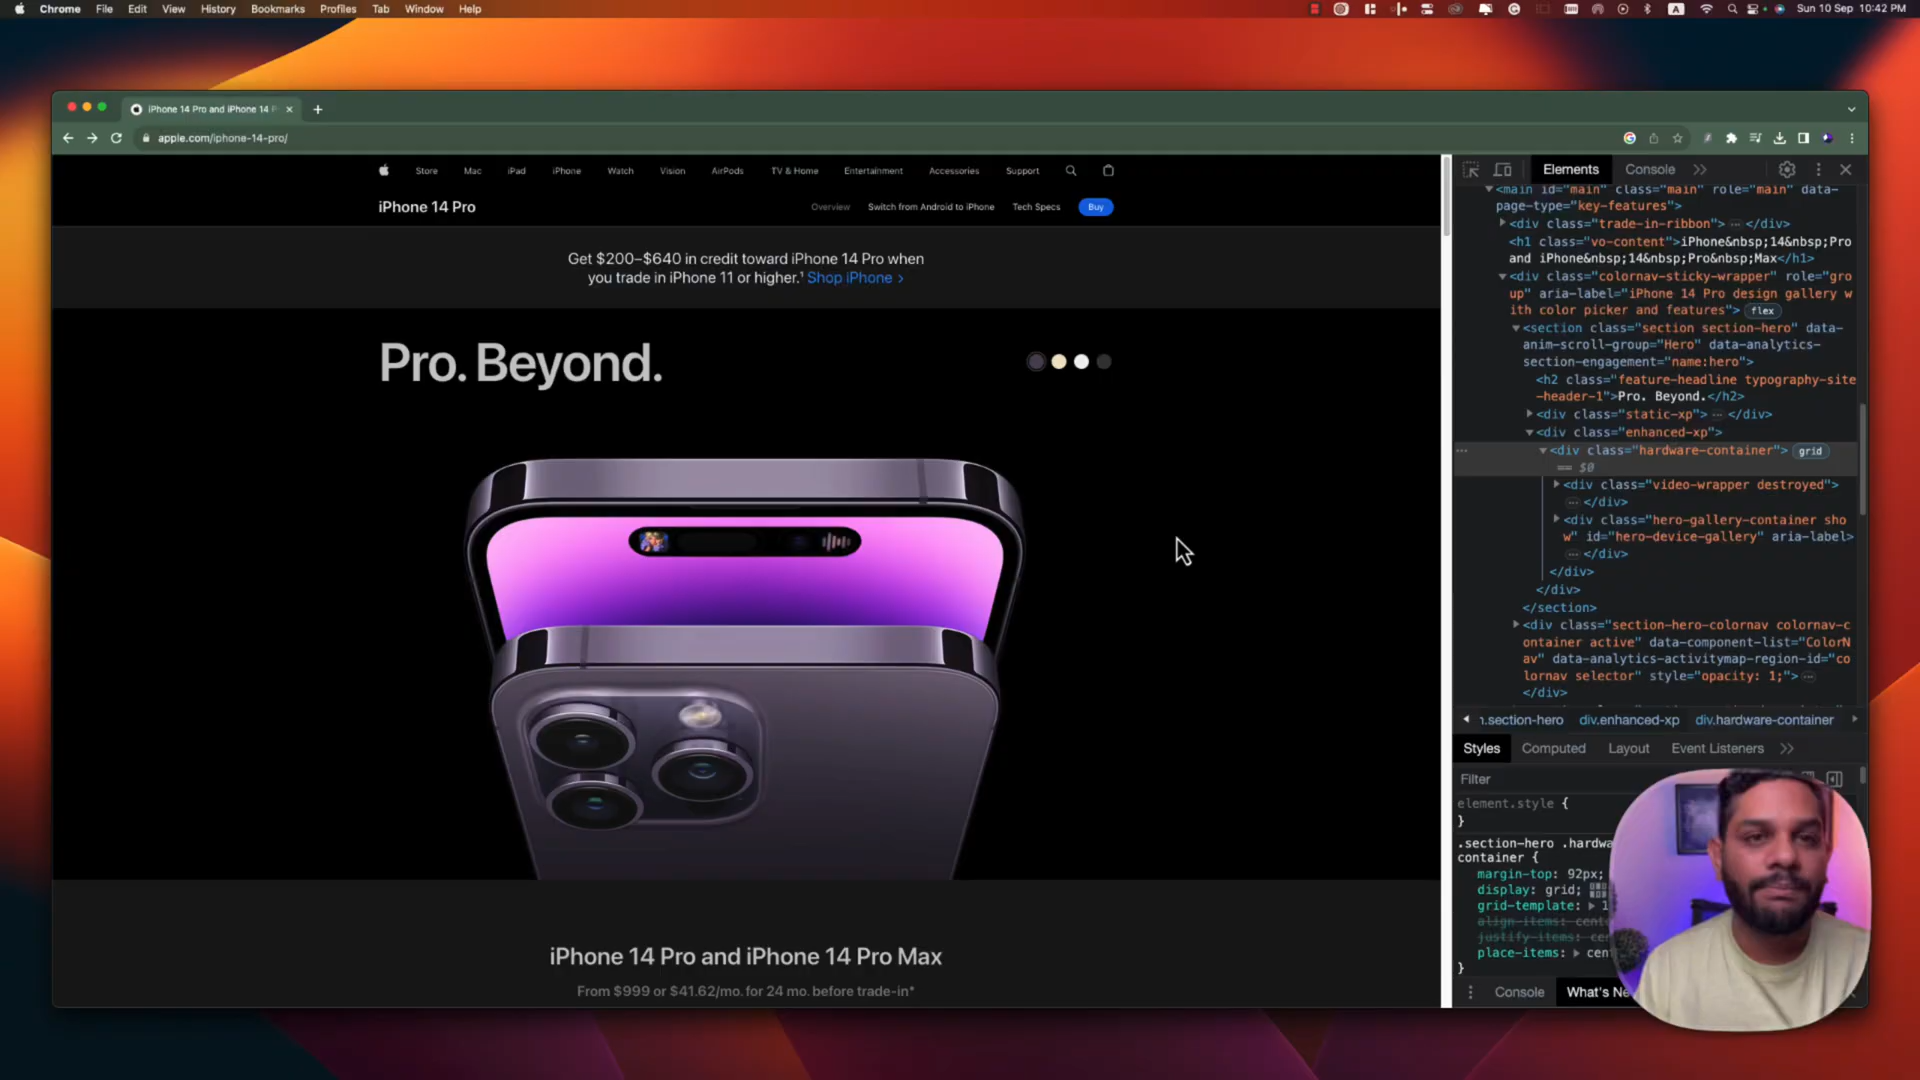 Chrome File Edit View History Bookmarks Profiles Tab Window Help
A
Sun 10 Sep 10:42 PM
iPhone 14 Pro and iPhone 14 P
apple.com/iphone-14-pro/
Store Mac iPad iPhone Watch Vision AirPods TV & Home Entertainment Accessories Support
iPhone 14 Pro
Overview Switch from Android to iPhone Tech Specs Buy
Get $200–$640 in credit toward iPhone 14 Pro when
you trade in iPhone 11 or higher.¹ Shop iPhone >
Pro. Beyond.
iPhone 14 Pro and iPhone 14 Pro Max
From $999 or $41.62/mo. for 24 mo. before trade-in*
Elements Console
<main id="main" class="main" role="main" data-
page-type="key-features">
<div class="trade-in-ribbon"> … </div>
<h1 class="vo-content">iPhone&nbsp;14&nbsp;Pro
and iPhone&nbsp;14&nbsp;Pro&nbsp;Max</h1>
<div class="colornav-sticky-wrapper" role="gro
up" aria-label="iPhone 14 Pro design gallery w
ith color picker and features"> flex
<section class="section section-hero" data-
anim-scroll-group="Hero" data-analytics-
section-engagement="name:hero">
<h2 class="feature-headline typography-site
-header-1">Pro. Beyond.</h2>
<div class="static-xp"> … </div>
<div class="enhanced-xp">
… <div class="hardware-container"> grid
== $0
<div class="video-wrapper destroyed">
… </div>
<div class="hero-gallery-container sho
w" id="hero-device-gallery" aria-label>
… </div>
</div>
</div>
</section>
<div class="section-hero-colornav colornav-c
ontainer active" data-component-list="ColorN
av" data-analytics-activitymap-region-id="co
lornav selector" style="opacity: 1;"> …
</div>
.section-hero div.enhanced-xp div.hardware-container
Styles Computed Layout Event Listeners
Filter
element.style {
}
.section-hero .hardwa
container {
margin-top: 92px;
display: grid;
grid-template: 1
align-items: cente
justify-items: cen
place-items: cen
}
Console What's Ne